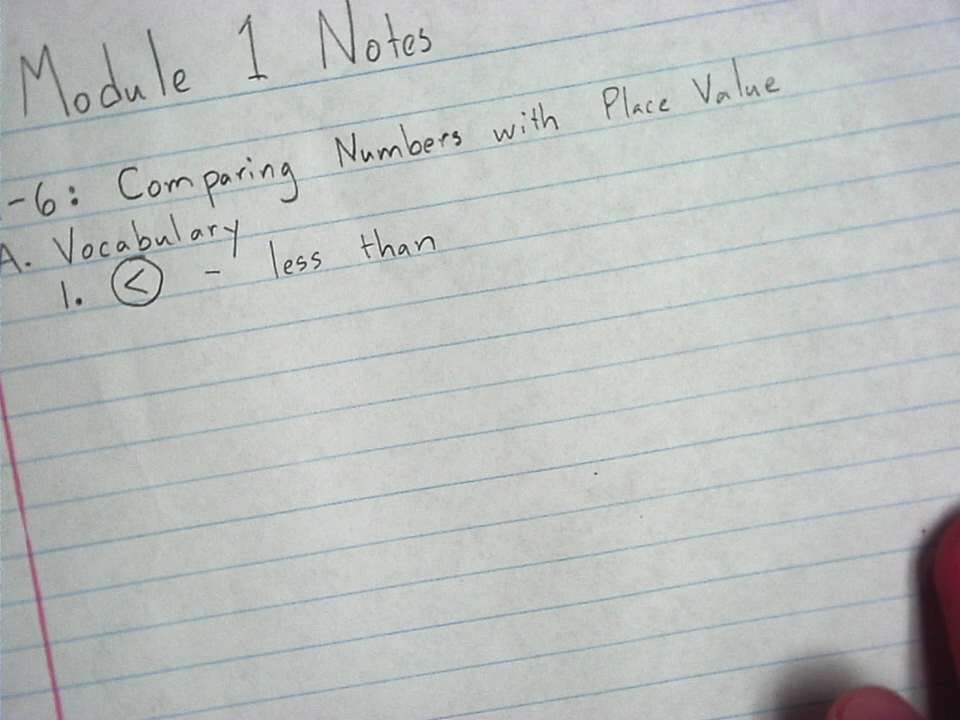 Module 1 Notes
-6: Comparing Numbers with Place Value
A. Vocabulary
1. < - less than